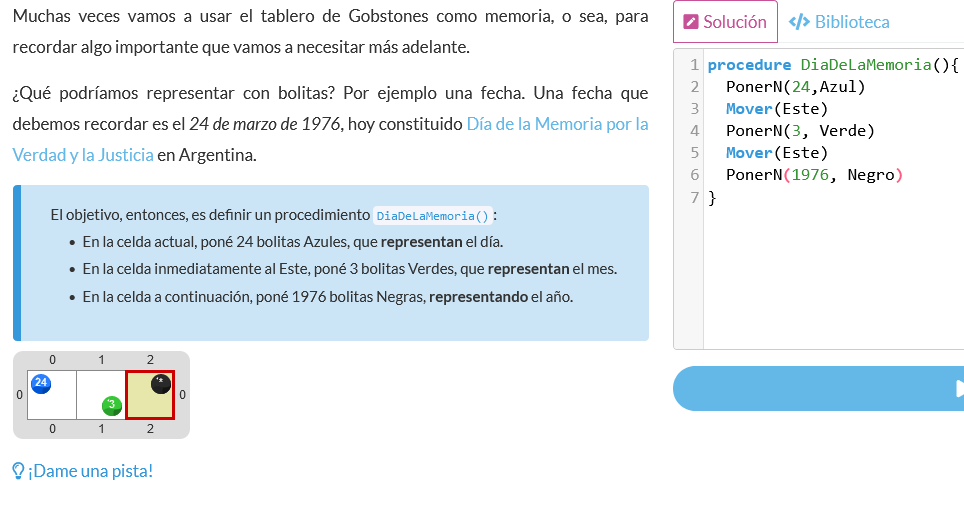 Muchas veces vamos a usar el tablero de Gobstones como memoria, o sea, para
recordar algo importante que vamos a necesitar más adelante.
¿Qué podríamos representar con bolitas? Por ejemplo una fecha. Una fecha que
debemos recordar es el 24 de marzo de 1976, hoy constituido Día de la Memoria por la
Verdad y la Justicia en Argentina.
El objetivo, entonces, es definir un procedimiento DiaDeLaMemoria():
• En la celda actual, poné 24 bolitas Azules, que representan el día.
• En la celda inmediatamente al Este, poné 3 bolitas Verdes, que representan el mes.
• En la celda a continuación, poné 1976 bolitas Negras, representando el año.
0 1 2
24 *
0 0
3
0 1 2
¡Dame una pista!
Solución
Biblioteca
1 procedure DiaDeLaMemoria(){
2 PonerN(24,Azul)
3 Mover(Este)
4 PonerN(3, Verde)
5 Mover(Este)
6 PonerN(1976, Negro)
7 }